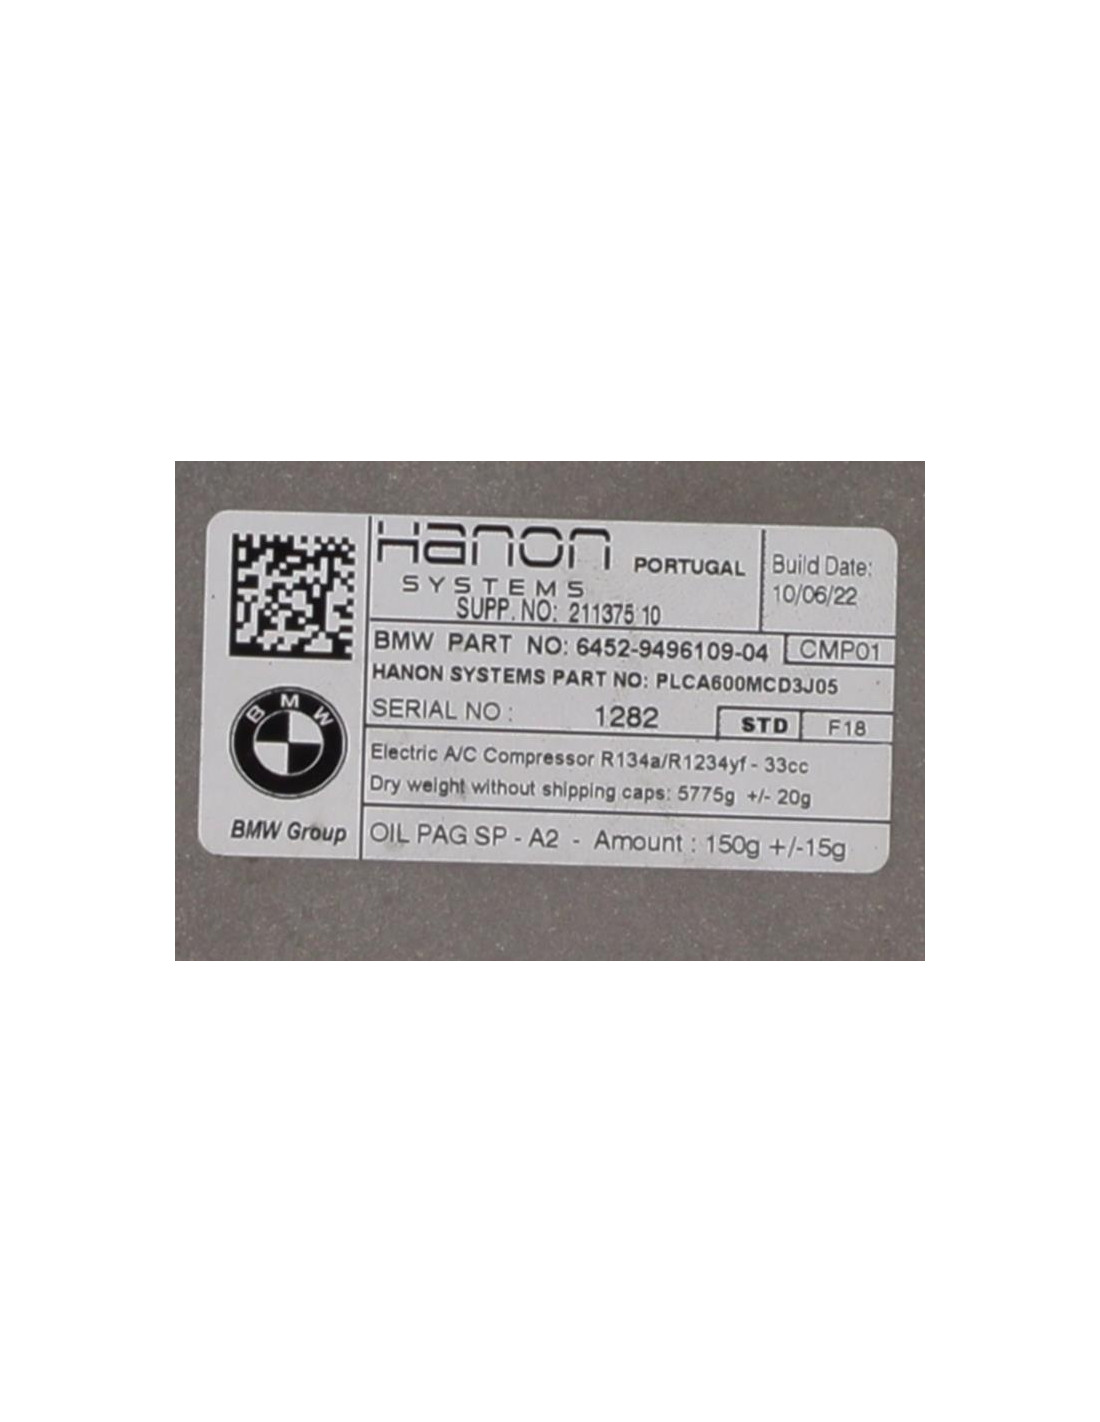 Hanon
SYSTEMS
PORTUGAL
SUPP. NO: 211375 10
Build Date:
10/06/22
BMW PART NO: 6452-9496109-04
CMP01
HANON SYSTEMS PART NO: PLCA600MCD3J05
SERIAL NO : 1282
STD
F18
Electric A/C Compressor R134a/R1234yf - 33cc
Dry weight without shipping caps: 5775g +/- 20g
OIL PAG SP - A2 - Amount : 150g +/-15g
BMW
BMW Group